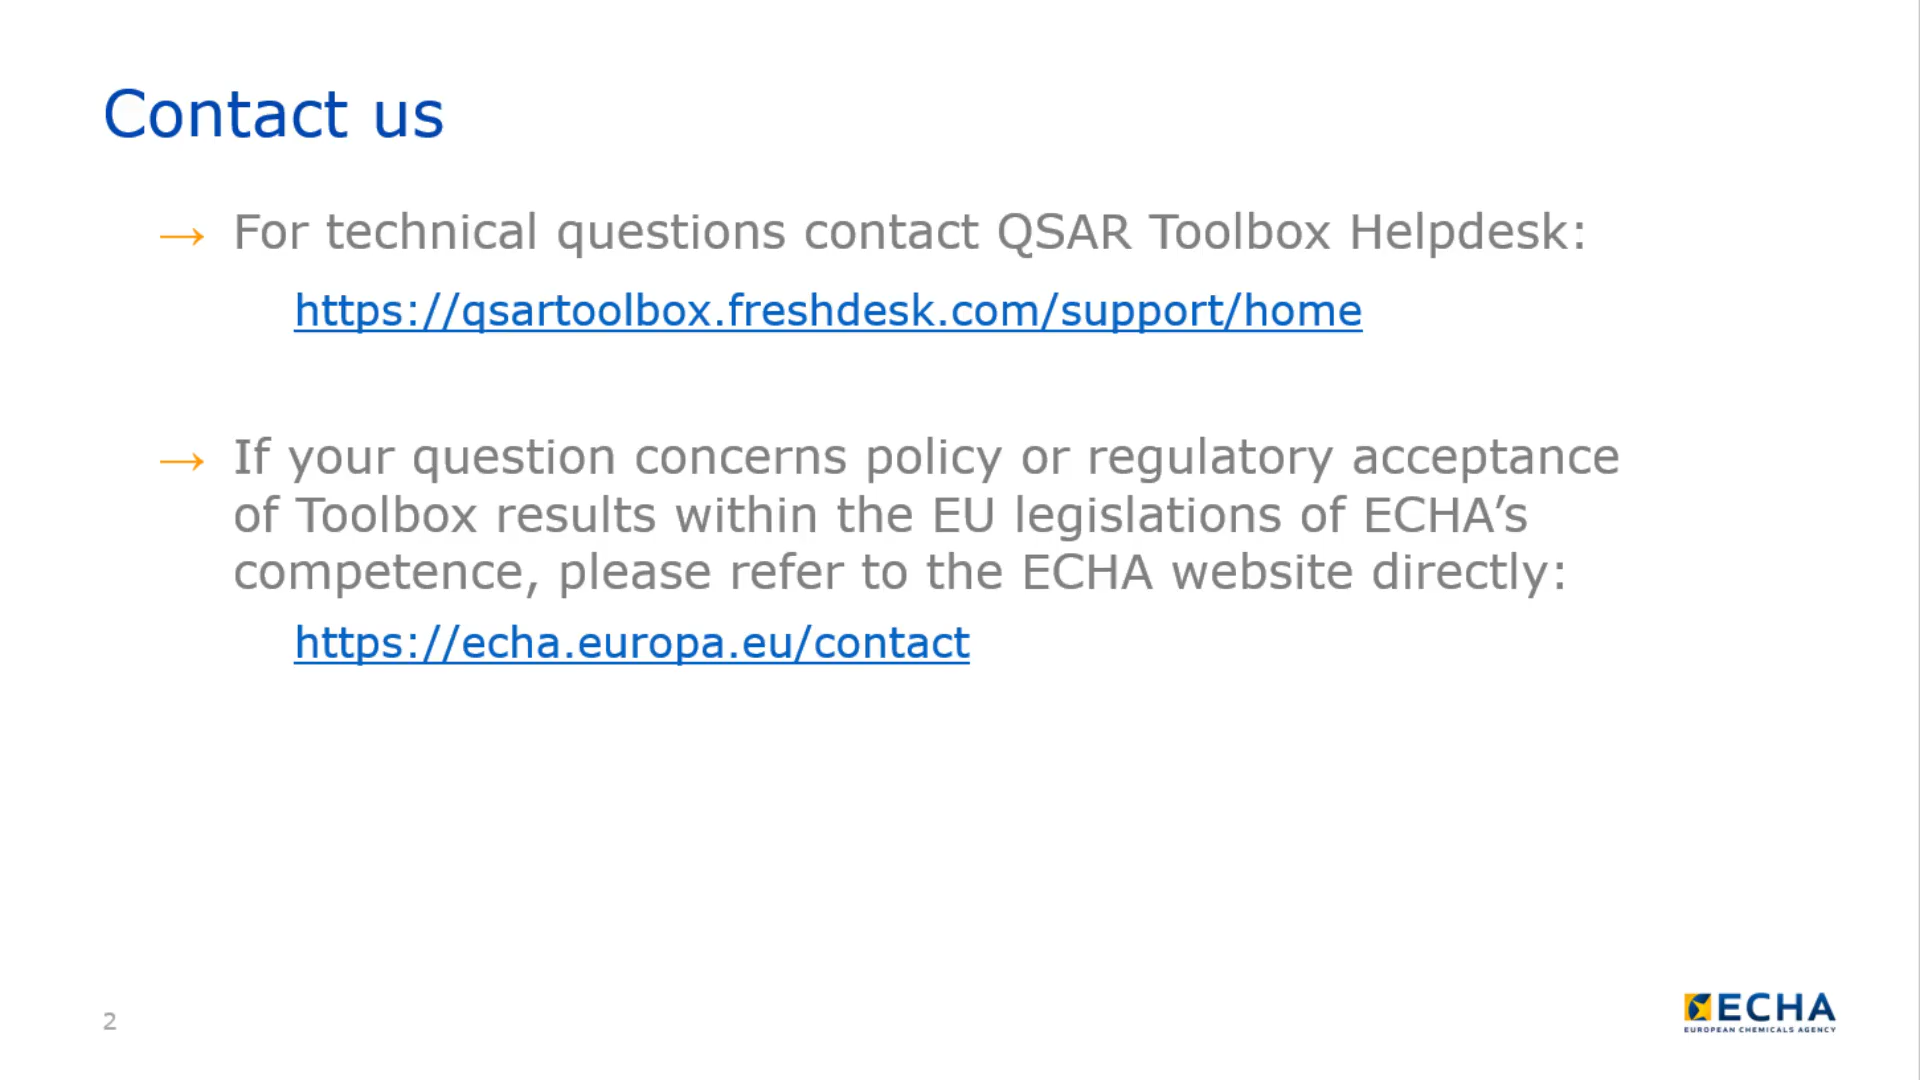 Contact us
→ For technical questions contact QSAR Toolbox Helpdesk:
https://qsartoolbox.freshdesk.com/support/home
→ If your question concerns policy or regulatory acceptance
of Toolbox results within the EU legislations of ECHA’s
competence, please refer to the ECHA website directly:
https://echa.europa.eu/contact
2
ECHA
EUROPEAN CHEMICALS AGENCY